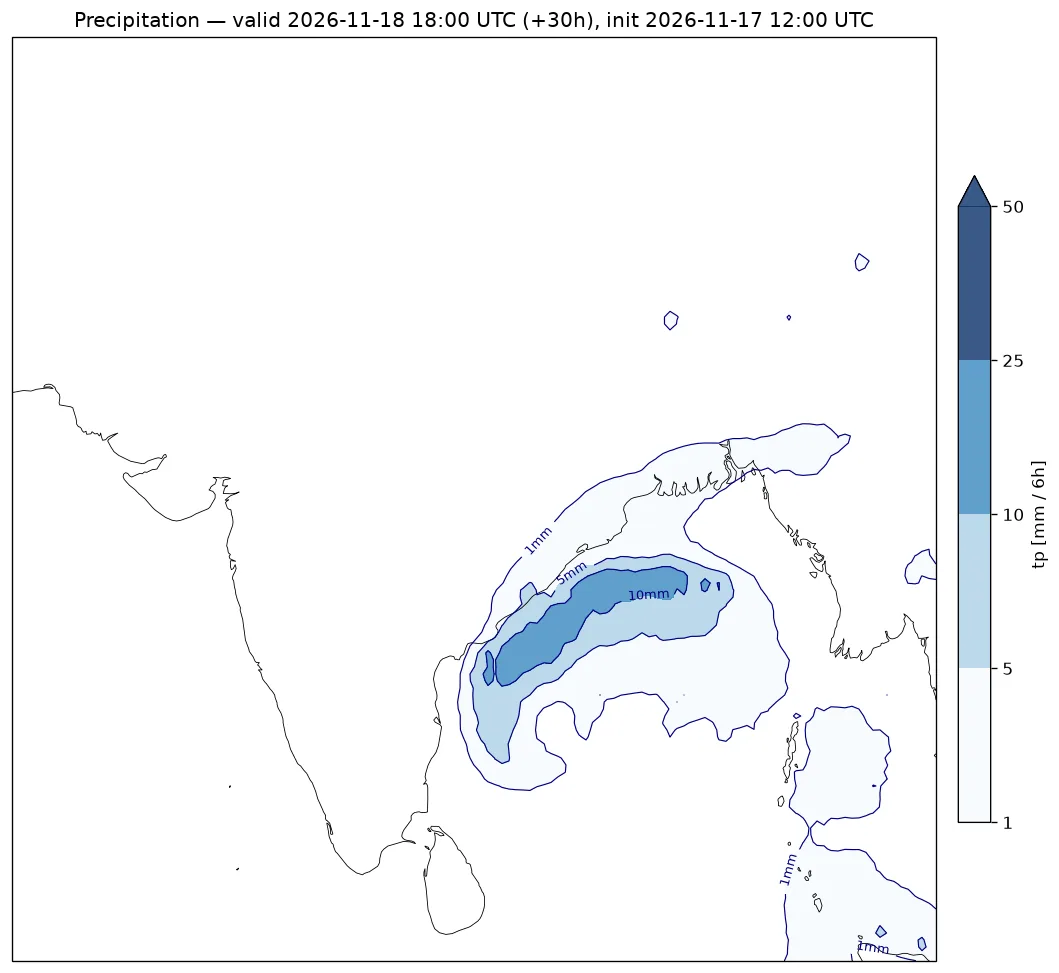 Precipitation — valid 2026-11-18 18:00 UTC (+30h), init 2026-11-17 12:00 UTC
50
25
10
5
1
tp [mm / 6h]
1mm
5mm
10mm
1mm
1mm